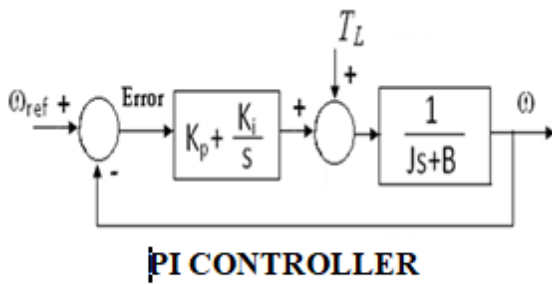 T_L
+
ω_ref +
Error
K_p + K_i/s
+
1/(Js+B)
ω
-
PI CONTROLLER